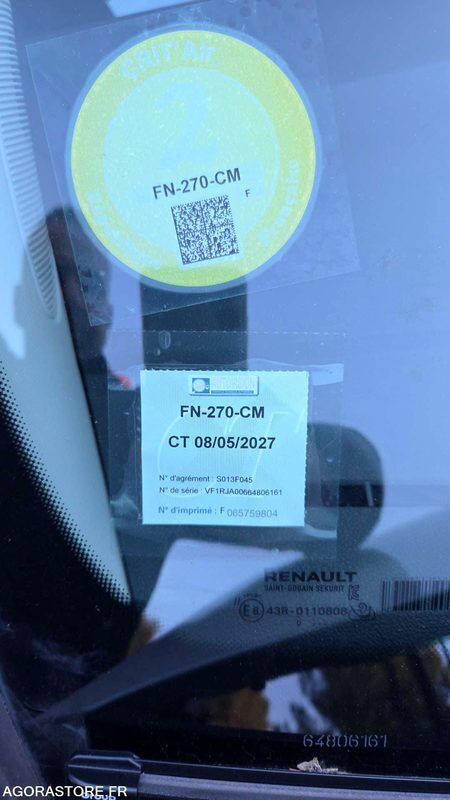 CRIT'Air
2
FN-270-CM
F
FN-270-CM
CT 08/05/2027
N° d'agrément : S013F045
N° de série : VF1RJA00664806161
N° d'imprimé : F 065759804
RENAULT
SAINT-GOBAIN SEKURIT
43R-0110808
64806161
AGORASTORE.FR